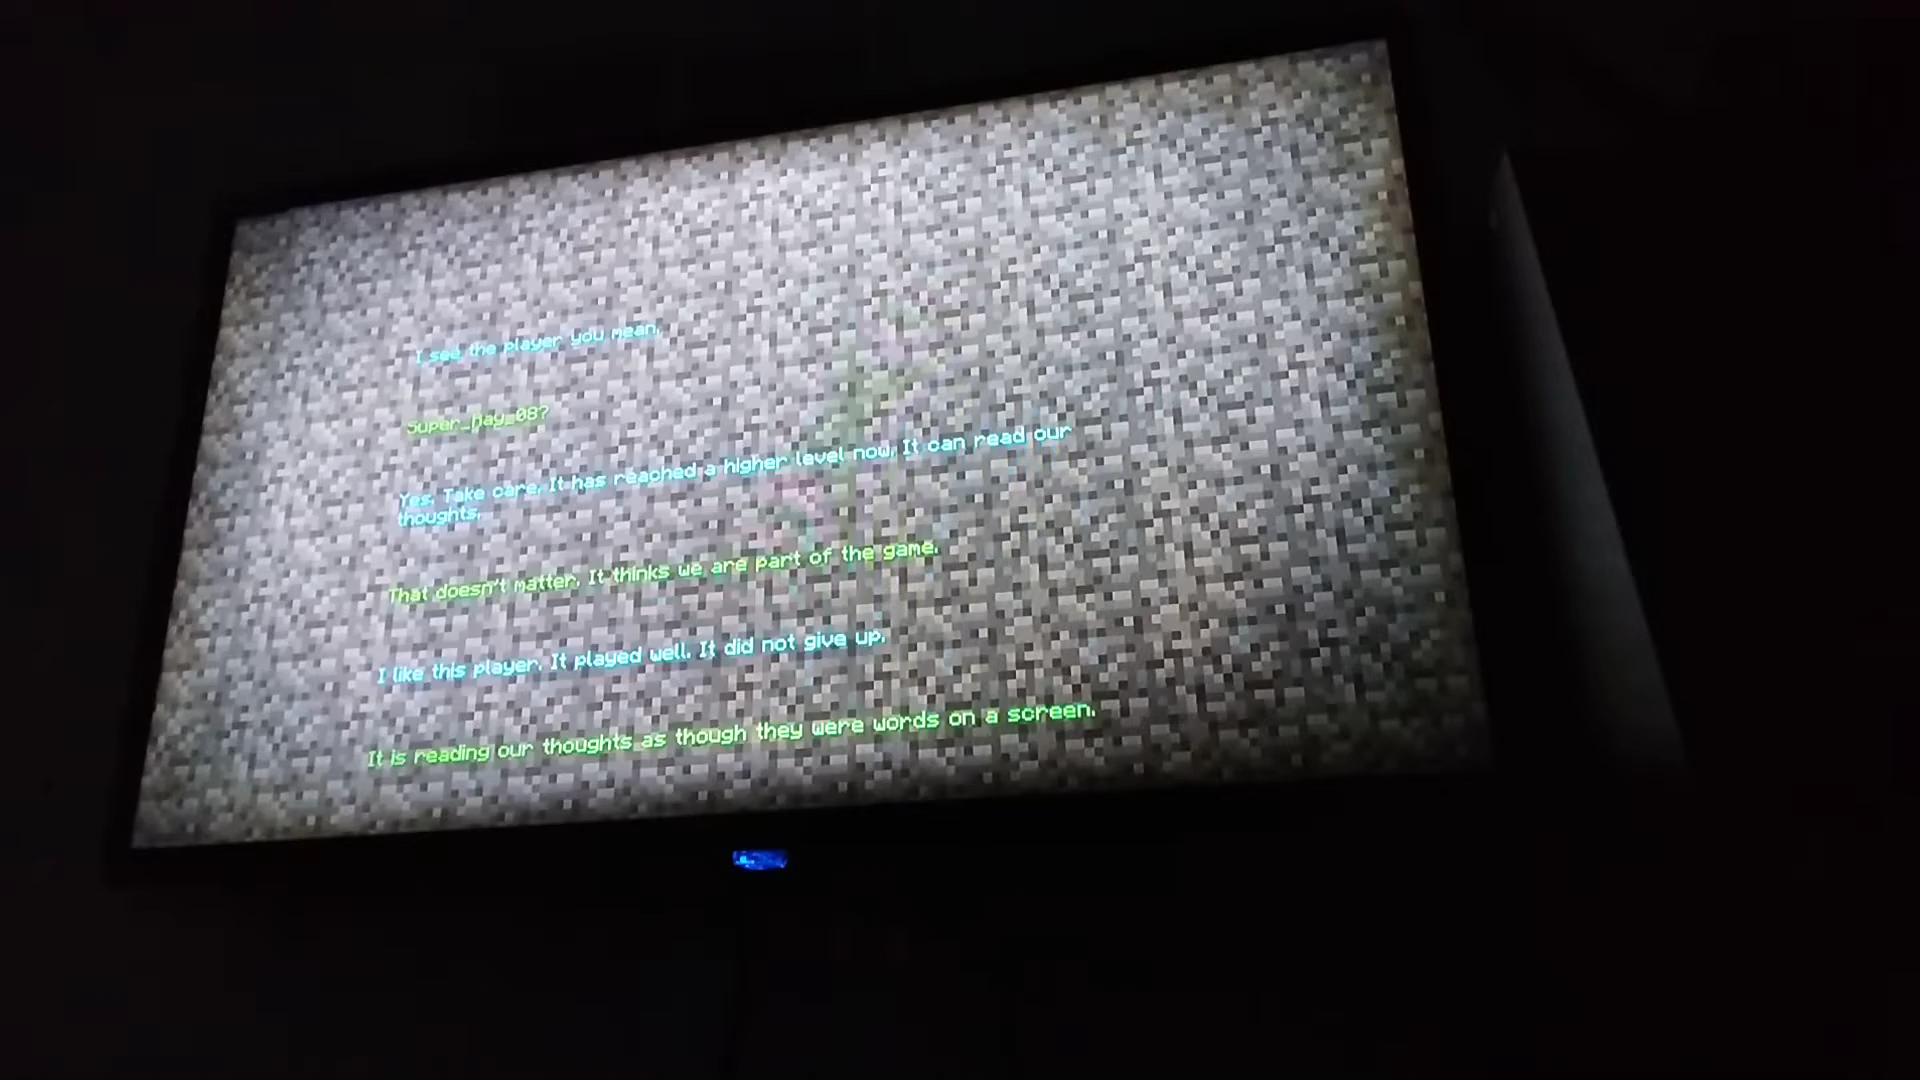 I see the player you mean.
Super_May_08?
Yes. Take care. It has reached a higher level now. It can read our
thoughts.
That doesn't matter. It thinks we are part of the game.
I like this player. It played well. It did not give up.
It is reading our thoughts as though they were words on a screen.